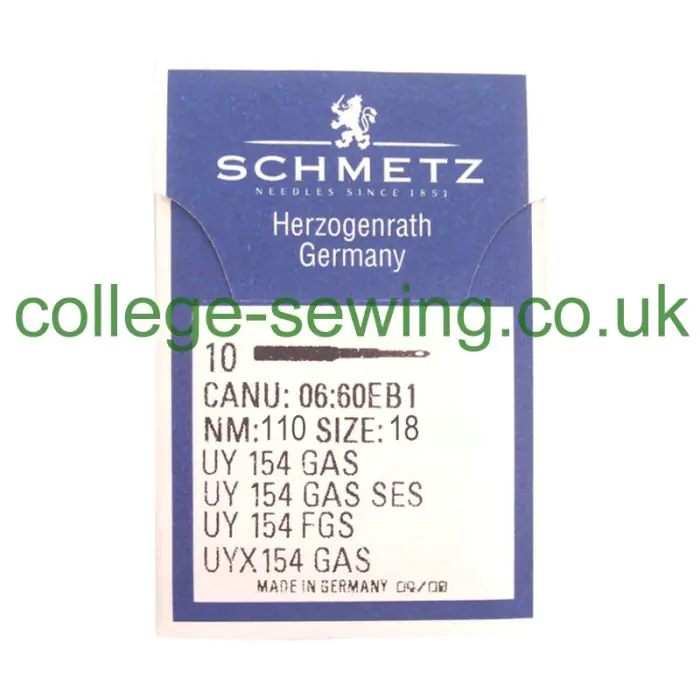 SCHMETZ
NEEDLES SINCE 1851
Herzogenrath
Germany
college-sewing.co.uk
10
CANU: 06:60EB1
NM:110 SIZE:18
UY 154 GAS
UY 154 GAS SES
UY 154 FGS
UYX154 GAS
MADE IN GERMANY 09/08